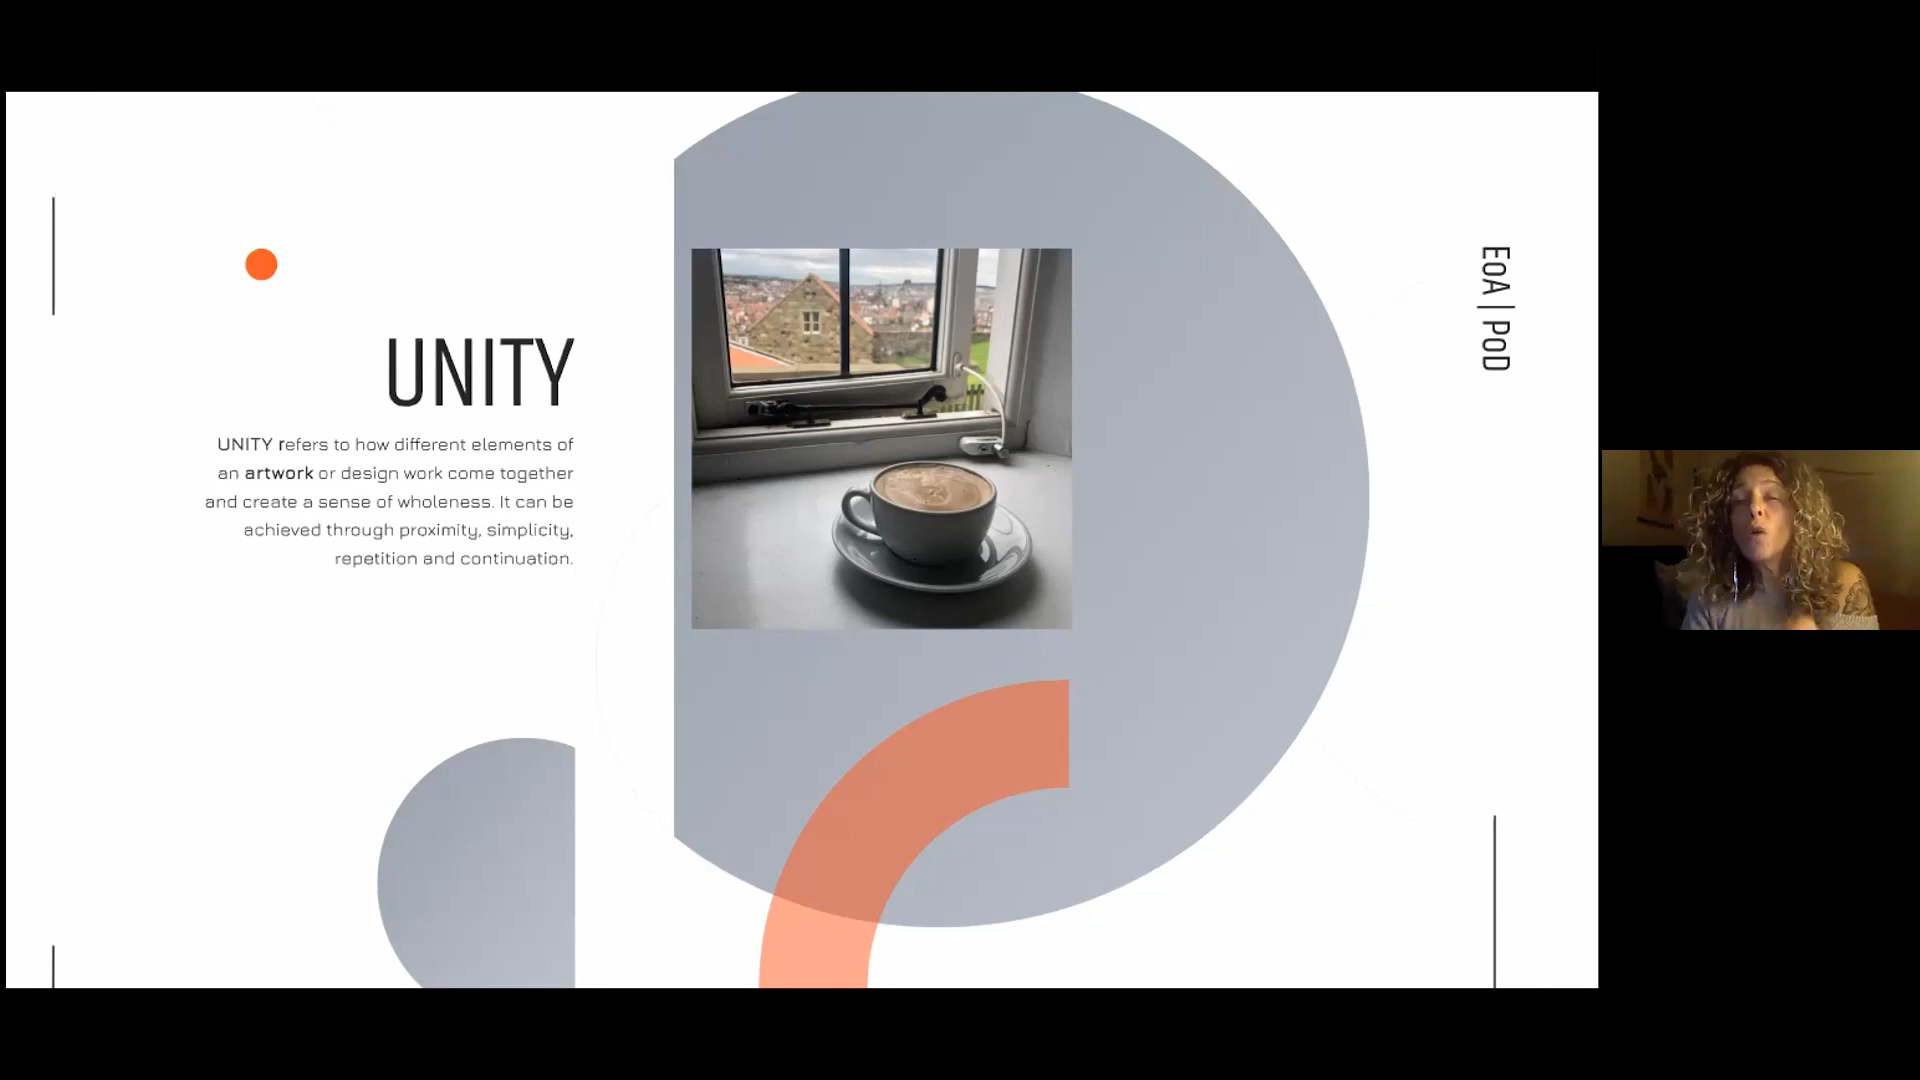 UNITY
UNITY refers to how different elements of
an artwork or design work come together
and create a sense of wholeness. It can be
achieved through proximity, simplicity,
repetition and continuation.
EoA | PoD